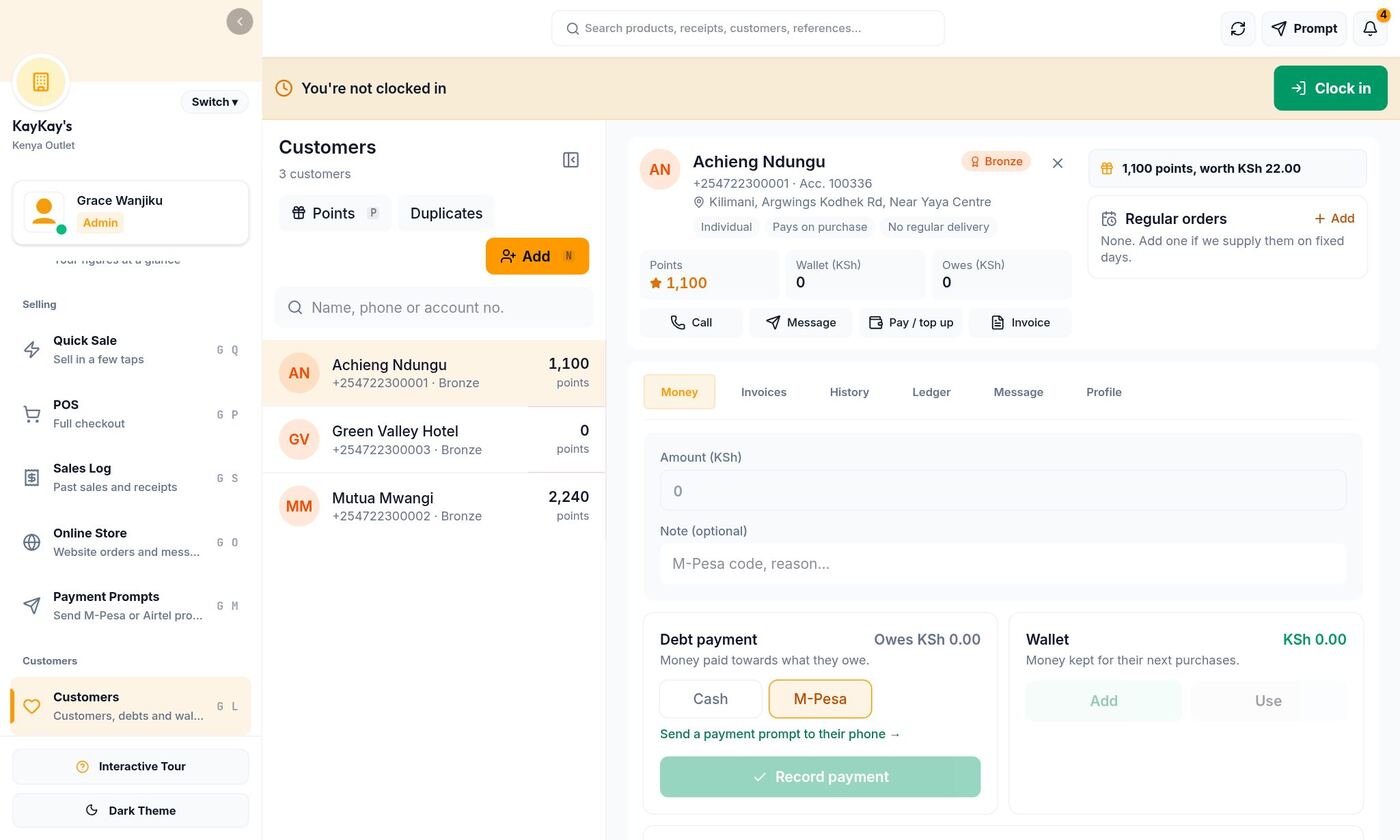 Search products, receipts, customers, references...
Prompt
4
You're not clocked in
Clock in
Switch ▾
KayKay's
Kenya Outlet
Grace Wanjiku
Admin
Your figures at a glance
Selling
Quick Sale
Sell in a few taps
G Q
POS
Full checkout
G P
Sales Log
Past sales and receipts
G S
Online Store
Website orders and mess...
G O
Payment Prompts
Send M-Pesa or Airtel pro...
G M
Customers
Customers
Customers, debts and wal...
G L
Interactive Tour
Dark Theme
Customers
3 customers
Points P
Duplicates
Add N
Name, phone or account no.
AN
Achieng Ndungu
+254722300001 · Bronze
1,100
points
GV
Green Valley Hotel
+254722300003 · Bronze
0
points
MM
Mutua Mwangi
+254722300002 · Bronze
2,240
points
AN
Achieng Ndungu
Bronze
+254722300001 · Acc. 100336
Kilimani, Argwings Kodhek Rd, Near Yaya Centre
Individual
Pays on purchase
No regular delivery
Points
1,100
Wallet (KSh)
0
Owes (KSh)
0
Call
Message
Pay / top up
Invoice
1,100 points, worth KSh 22.00
Regular orders
+ Add
None. Add one if we supply them on fixed
days.
Money
Invoices
History
Ledger
Message
Profile
Amount (KSh)
0
Note (optional)
M-Pesa code, reason...
Debt payment
Owes KSh 0.00
Money paid towards what they owe.
Cash
M-Pesa
Send a payment prompt to their phone →
Record payment
Wallet
KSh 0.00
Money kept for their next purchases.
Add
Use